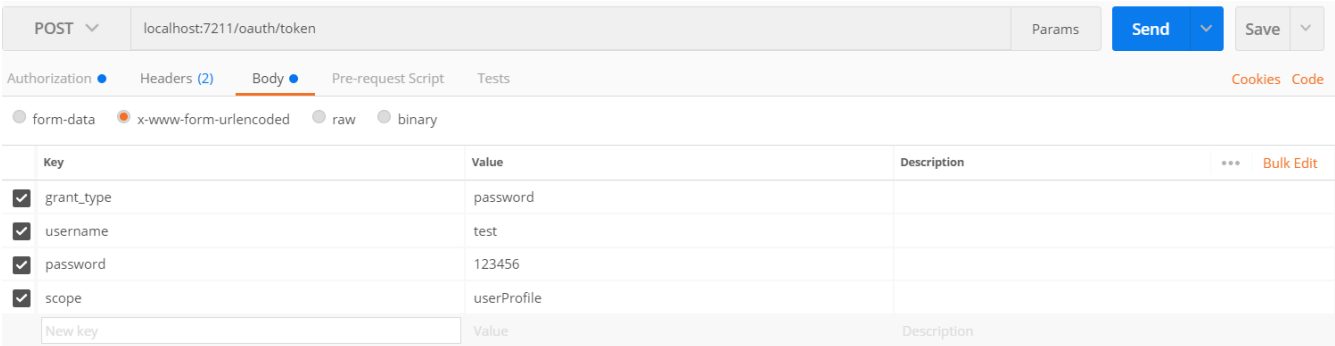 POST localhost:7211/oauth/token Params Send Save
Authorization Headers (2) Body Pre-request Script Tests Cookies Code
form-data x-www-form-urlencoded raw binary
Key Value Description ••• Bulk Edit
grant_type password
username test
password 123456
scope userProfile
New key Value Description